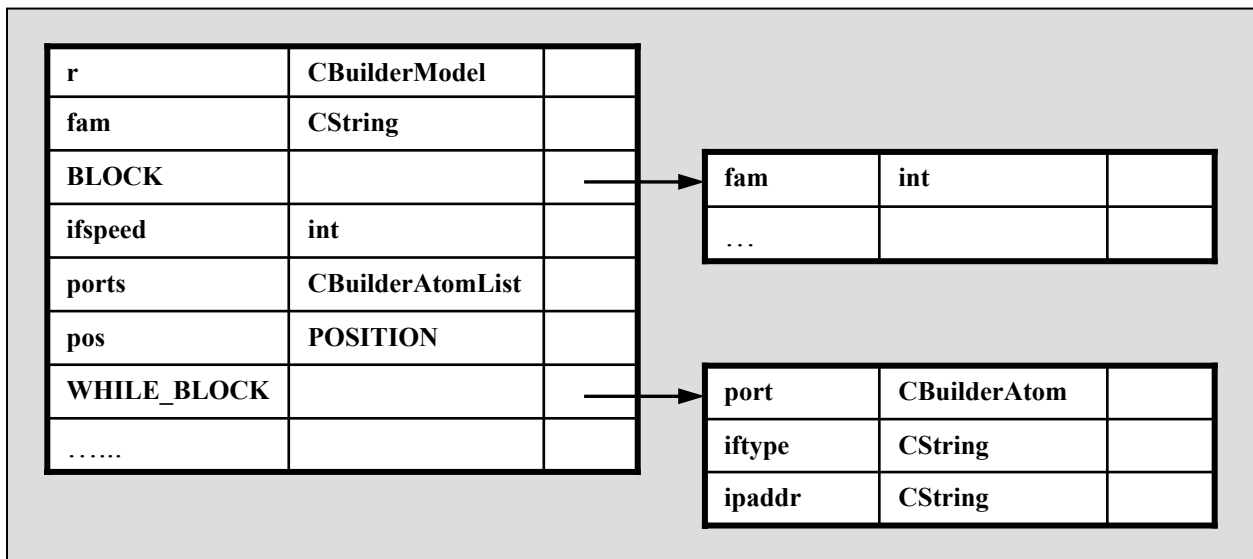 r CBuilderModel
fam CString
BLOCK
ifspeed int
ports CBuilderAtomList
pos POSITION
WHILE_BLOCK
…...
fam int
…
port CBuilderAtom
iftype CString
ipaddr CString